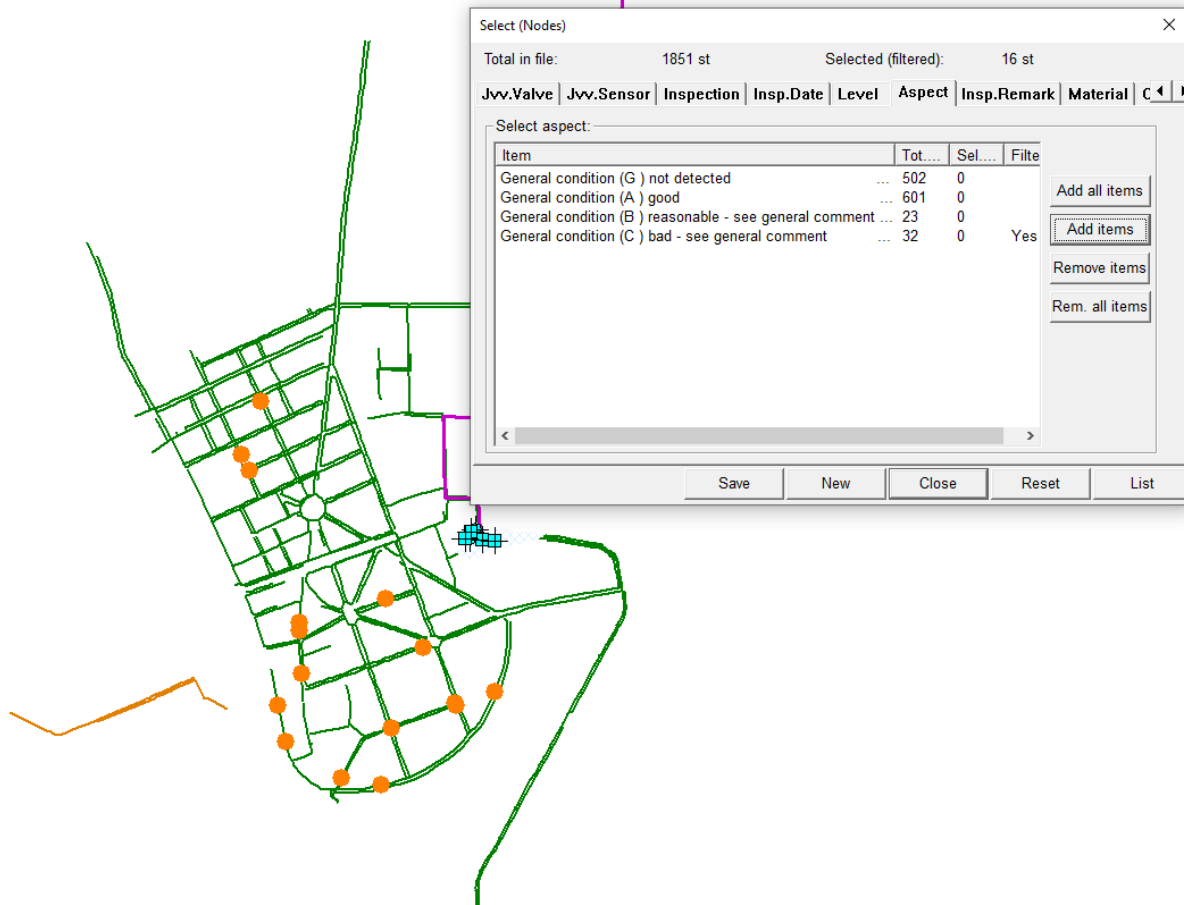 Select (Nodes)
Total in file: 1851 st Selected (filtered): 16 st
Jvv.Valve Jvv.Sensor Inspection Insp.Date Level Aspect Insp.Remark Material
Select aspect:
Item Tot.... Sel.... Filte
General condition (G ) not detected ... 502 0
General condition (A ) good ... 601 0
General condition (B ) reasonable - see general comment ... 23 0
General condition (C ) bad - see general comment ... 32 0 Yes
Add all items
Add items
Remove items
Rem. all items
Save New Close Reset List